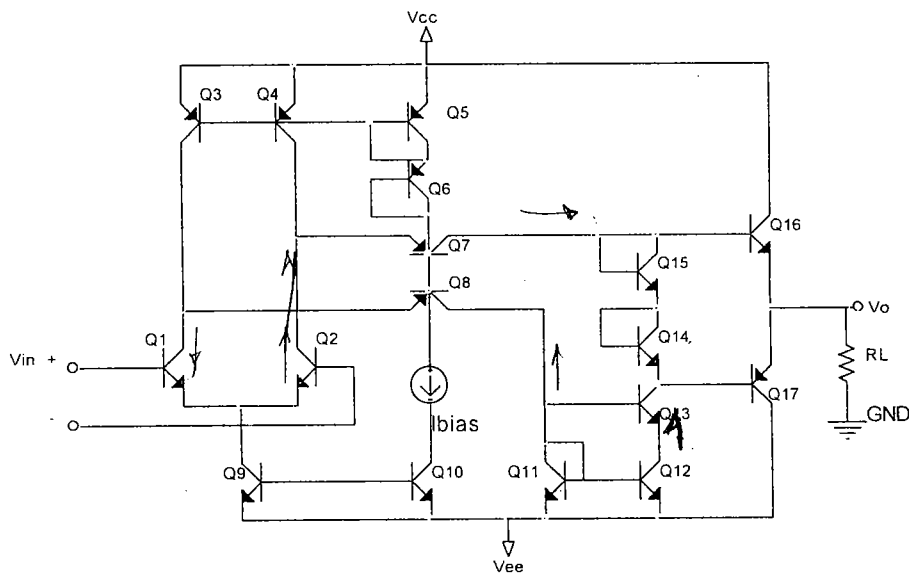 Vcc
Q3
Q4
Q5
Q6
Q7
Q16
Q15
Q8
Vo
Q1
Q2
Q14
RL
Vin +
Q17
-
Ibias
Q13
GND
Q9
Q10
Q11
Q12
Vee